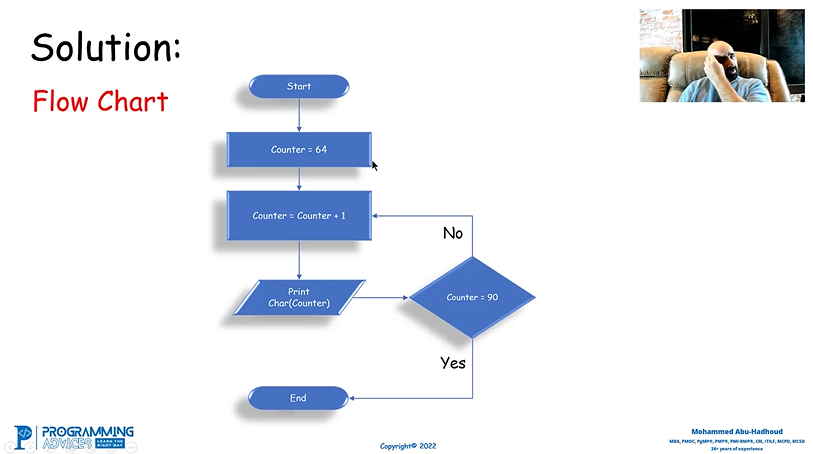 Solution:
Flow Chart
Start
Counter = 64
Counter = Counter + 1
No
Print
Char(Counter)
Counter = 90
Yes
End
PROGRAMMING
ADVICES LEARN THE
RIGHT WAY
Copyright© 2022
Mohammed Abu-Hadhoud
MBA, PMOC, PgMP®, PMP®, PMI-RMP®, CM, ITILF, MCPD, MCSD
26+ years of experience